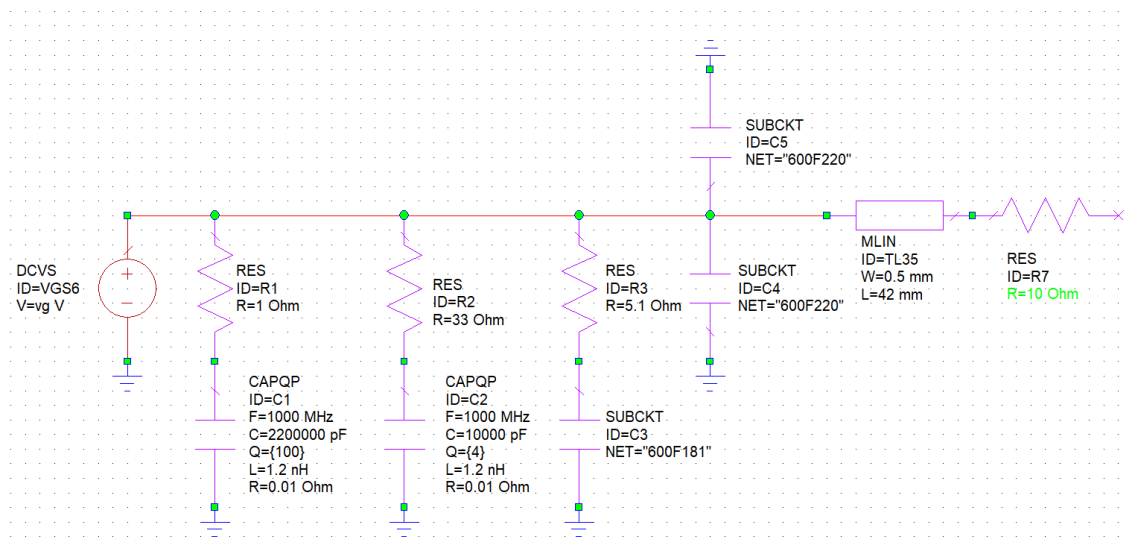 SUBCKT
ID=C5
NET="600F220"
DCVS
ID=VGS6
V=vg V
RES
ID=R1
R=1 Ohm
RES
ID=R2
R=33 Ohm
RES
ID=R3
R=5.1 Ohm
SUBCKT
ID=C4
NET="600F220"
MLIN
ID=TL35
W=0.5 mm
L=42 mm
RES
ID=R7
R=10 Ohm
CAPQP
ID=C1
F=1000 MHz
C=2200000 pF
Q={100}
L=1.2 nH
R=0.01 Ohm
CAPQP
ID=C2
F=1000 MHz
C=10000 pF
Q={4}
L=1.2 nH
R=0.01 Ohm
SUBCKT
ID=C3
NET="600F181"